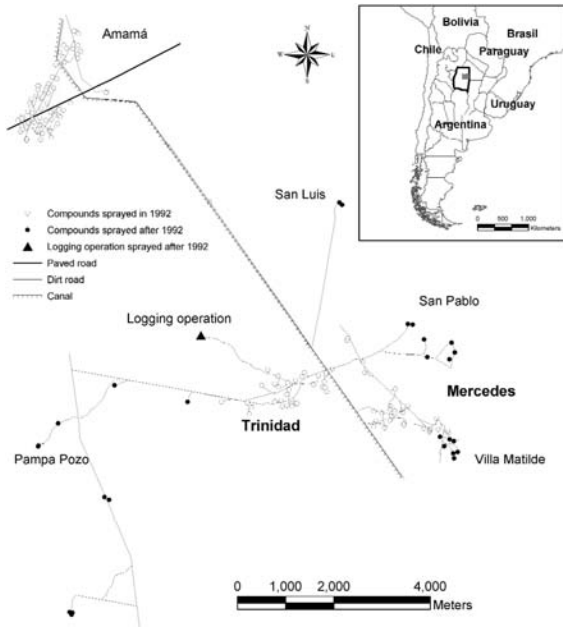 Amamá
N
W
E
S
Bolivia
Brasil
Chile
Paraguay
Uruguay
Argentina
0 500 1,000
Kilometers
San Luis
Compounds sprayed in 1992
Compounds sprayed after 1992
Logging operation sprayed after 1992
Paved road
Dirt road
Canal
San Pablo
Logging operation
Mercedes
Trinidad
Pampa Pozo
Villa Matilde
0 1,000 2,000 4,000
Meters